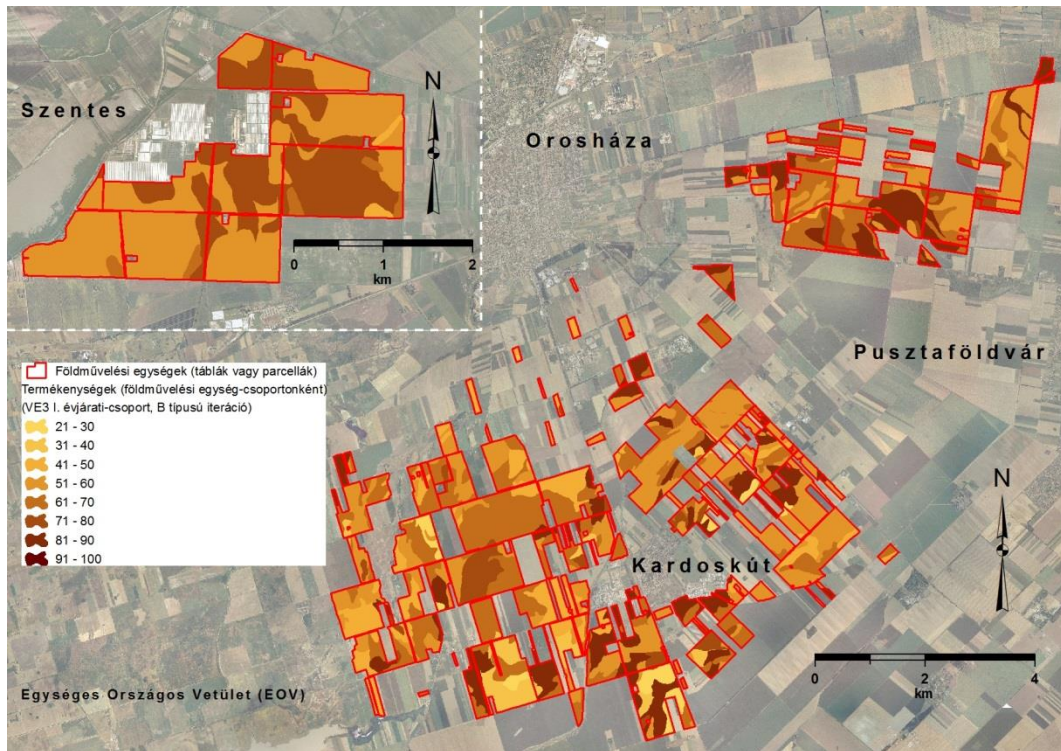 Szentes
N
0 1 2
km
Orosháza
Pusztaföldvár
Földművelési egységek (táblák vagy parcellák)
Termékenységek (földművelési egység-csoportonként)
(VE3 I. évjárati-csoport, B típusú iteráció)
21 - 30
31 - 40
41 - 50
51 - 60
61 - 70
71 - 80
81 - 90
91 - 100
Kardoskút
N
0 2 4
km
Egységes Országos Vetület (EOV)